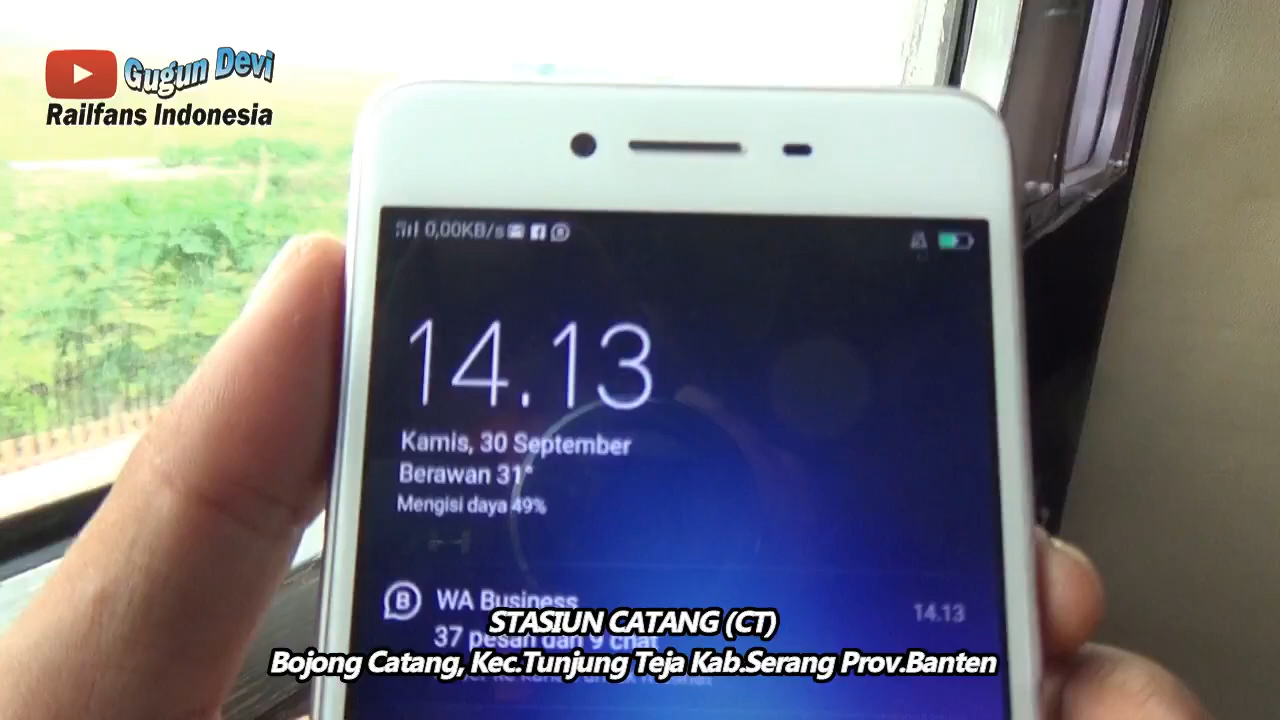 Gugun Devi
Railfans Indonesia
0,00KB/s
14.13
Kamis, 30 September
Berawan 31°
Mengisi daya 49%
B WA Business 14.13
37 pesan dan 9 chat
STASIUN CATANG (CT)
Bojong Catang, Kec.Tunjung Teja Kab.Serang Prov.Banten